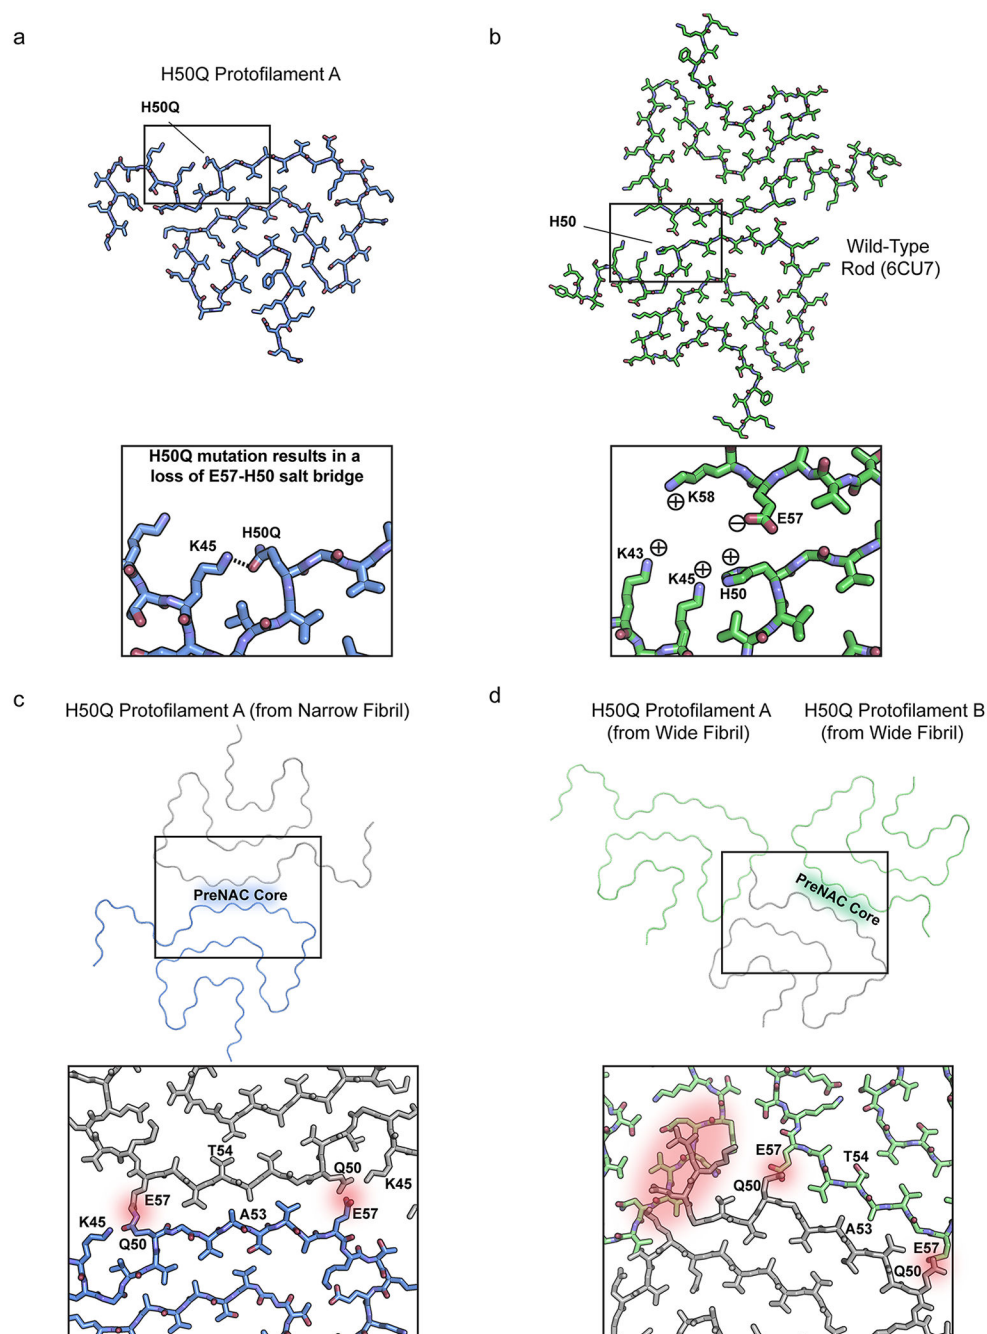 a
H50Q Protofilament A
H50Q
H50Q mutation results in a
loss of E57-H50 salt bridge
K45
H50Q
b
H50
Wild-Type
Rod (6CU7)
K58
E57
K43
K45
H50
c
H50Q Protofilament A (from Narrow Fibril)
PreNAC Core
T54
Q50
E57
K45
K45
A53
E57
Q50
d
H50Q Protofilament A
(from Wide Fibril)
H50Q Protofilament B
(from Wide Fibril)
PreNAC Core
E57
T54
Q50
A53
E57
Q50